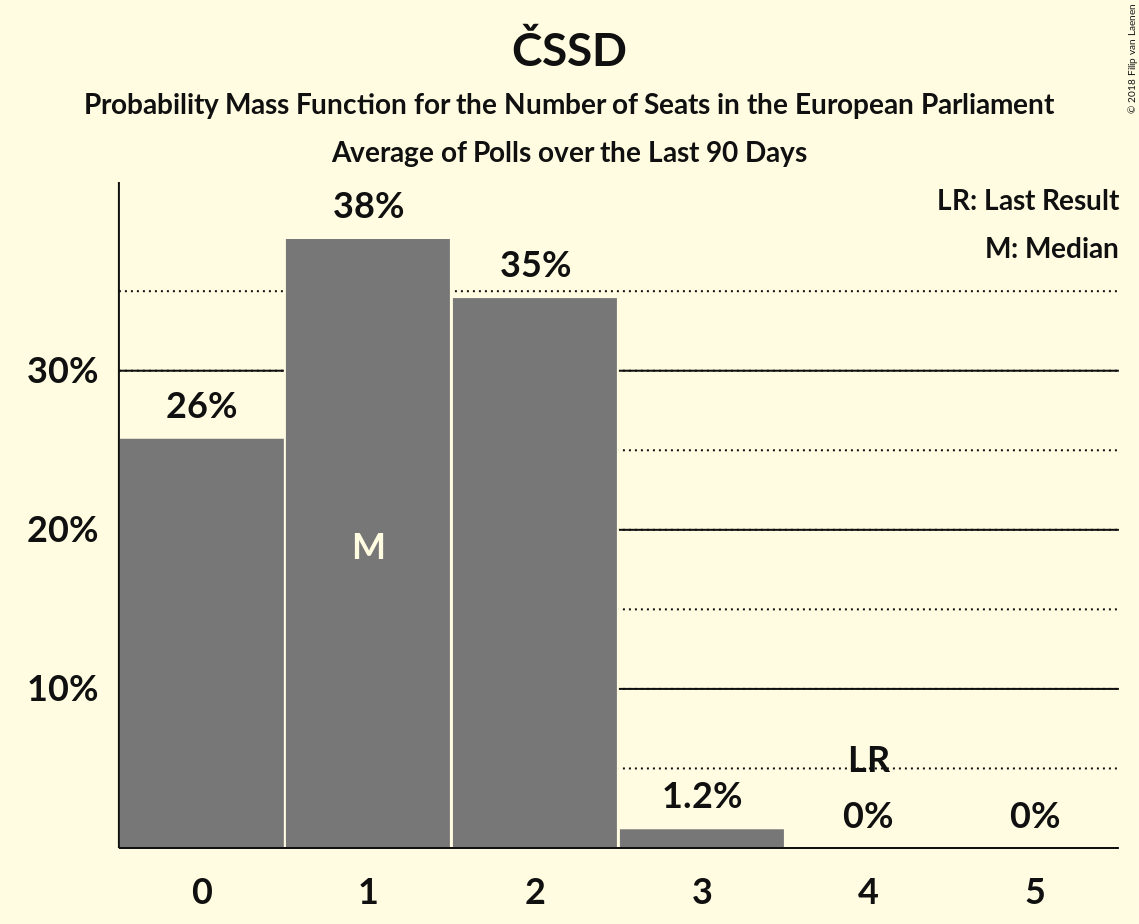 ČSSD
Probability Mass Function for the Number of Seats in the European Parliament
Average of Polls over the Last 90 Days
© 2018 Filip van Laenen
LR: Last Result
M: Median
38%
35%
30%
26%
20%
M
10%
LR
1.2%
0%
0%
0 1 2 3 4 5